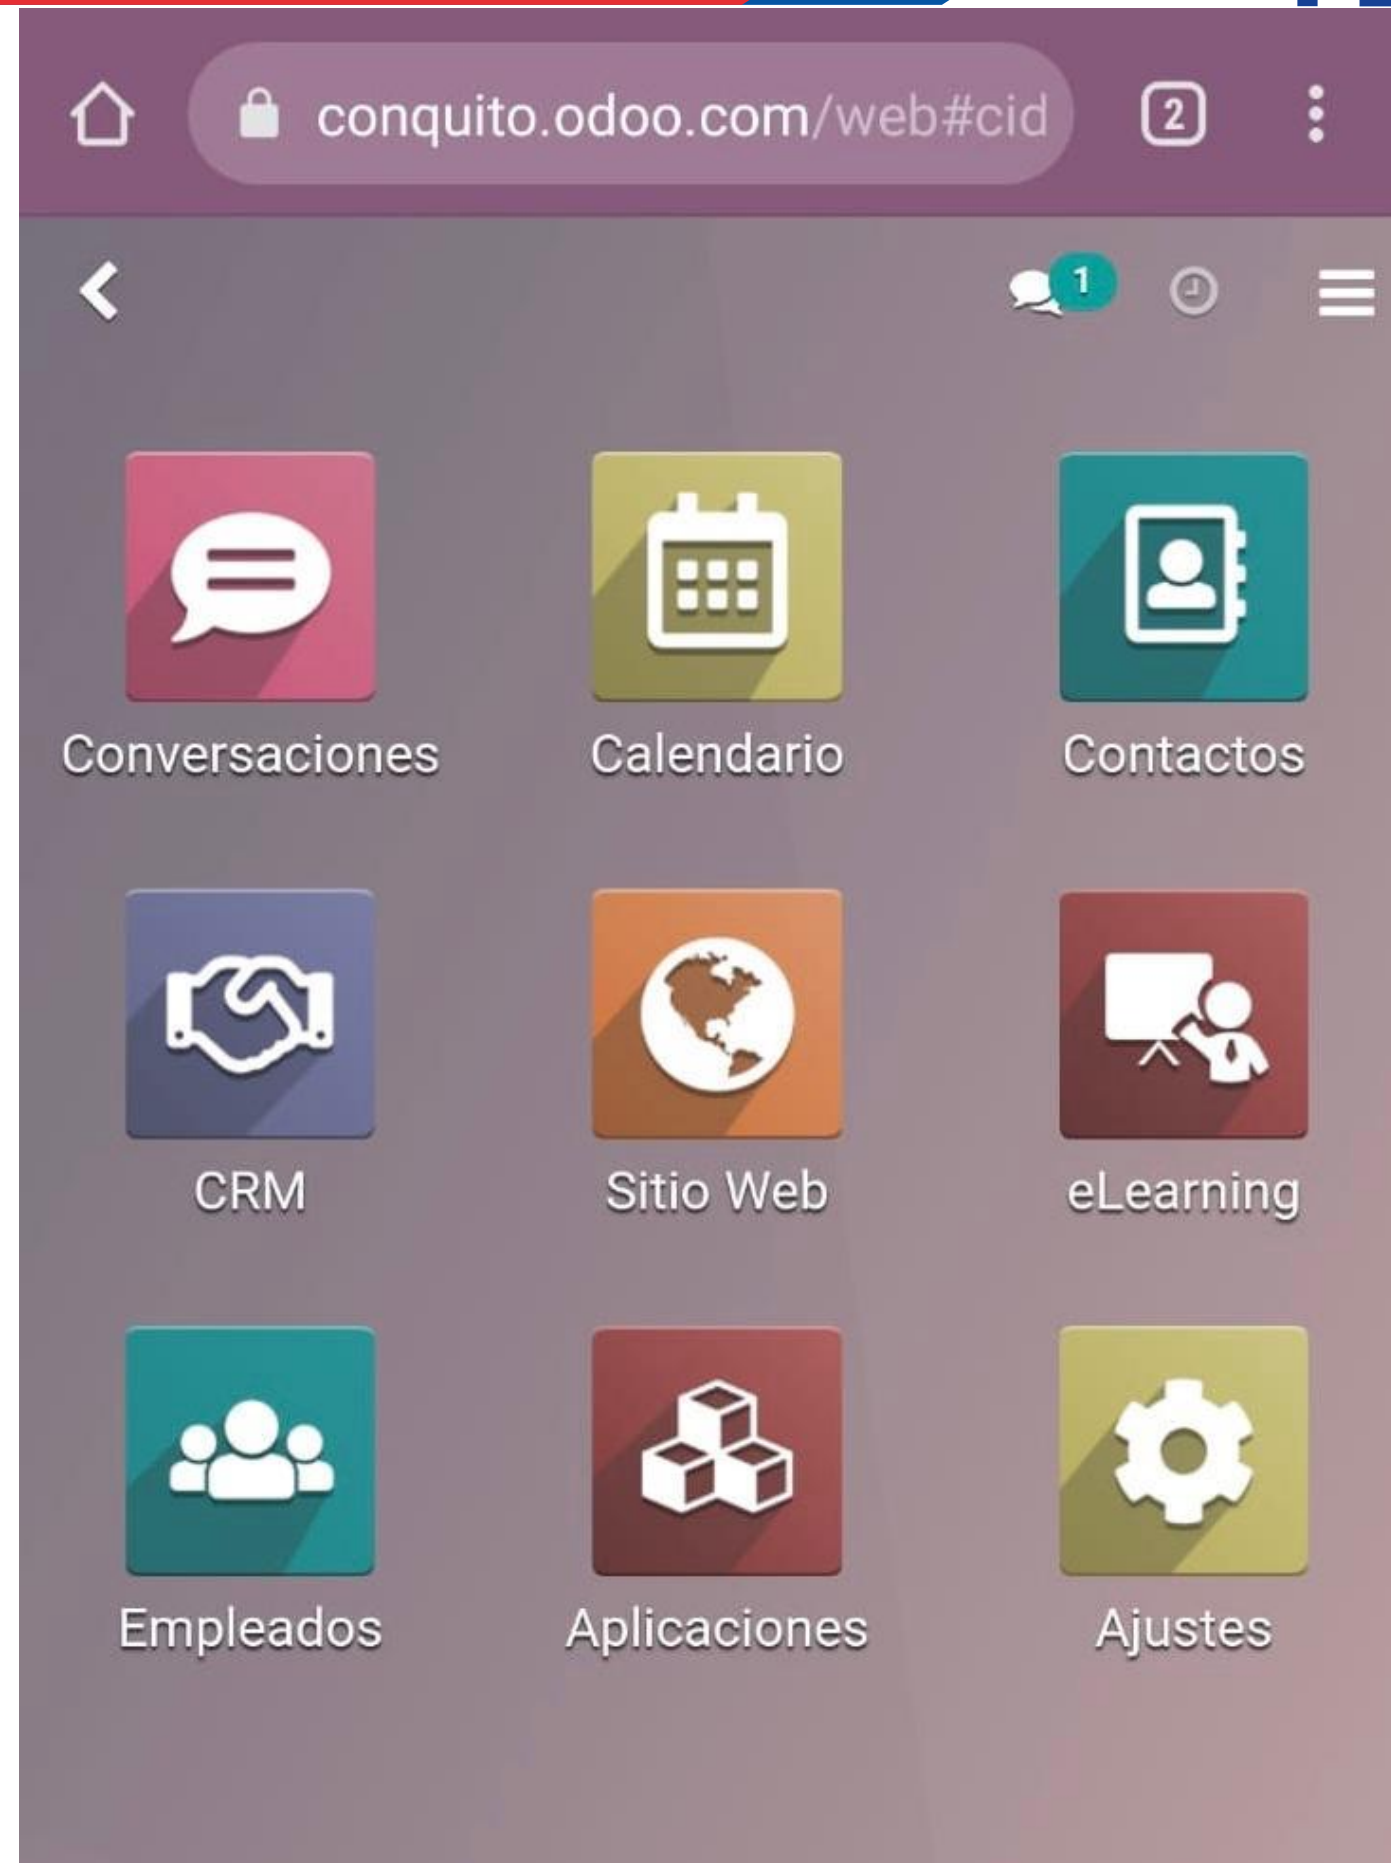 conquito.odoo.com/web#cid
2
1
Conversaciones
Calendario
Contactos
CRM
Sitio Web
eLearning
Empleados
Aplicaciones
Ajustes